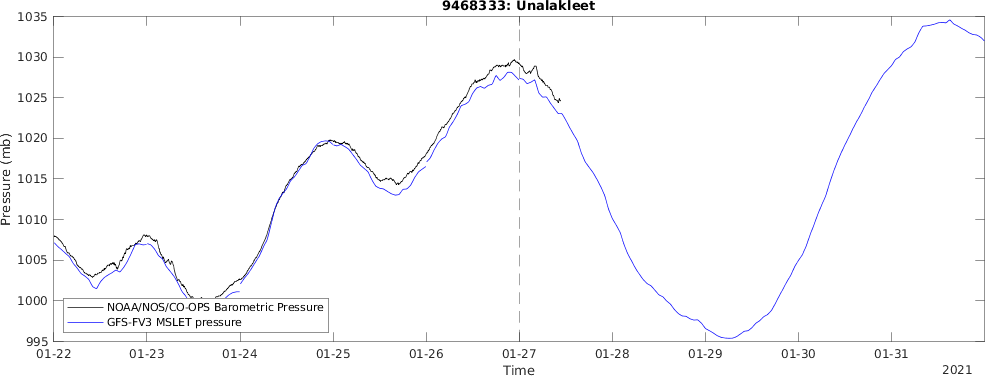 9468333: Unalakleet
Pressure (mb)
1035
1030
1025
1020
1015
1010
1005
1000
995
NOAA/NOS/CO-OPS Barometric Pressure
GFS-FV3 MSLET pressure
01-22 01-23 01-24 01-25 01-26 01-27 01-28 01-29 01-30 01-31
Time
2021